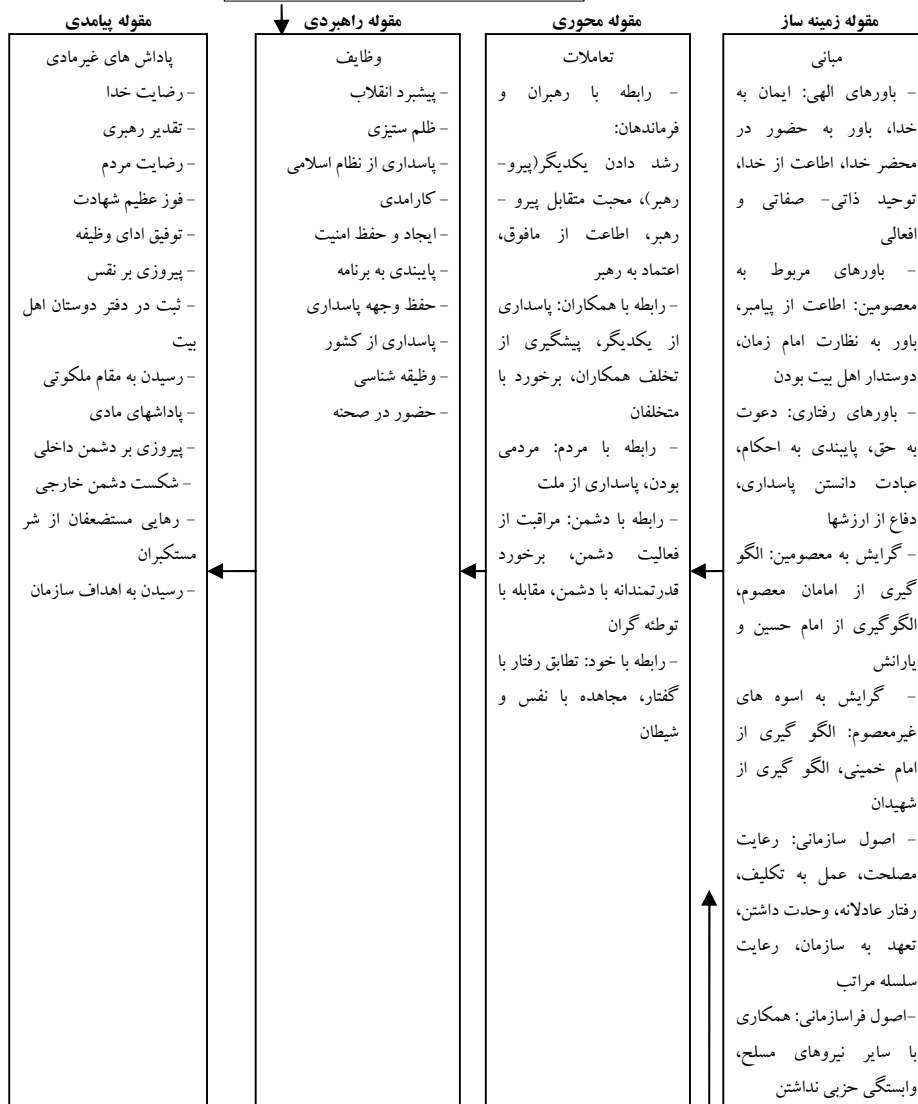 مقوله زمینه ساز
مبانی
- باورهای الهی: ایمان به
خدا، باور به حضور در
محضر خدا، اطاعت از خدا،
توحید ذاتی- صفاتی و
افعالی
- باورهای مربوط به
معصومین: اطاعت از پیامبر،
باور به نظارت امام زمان،
دوستدار اهل بیت بودن
- باورهای رفتاری: دعوت
به حق، پایبندی به احکام،
عبادت دانستن پاسداری،
دفاع از ارزشها
- گرایش به معصومین: الگو
گیری از امامان معصوم،
الگوگیری از امام حسین و
یارانش
- گرایش به اسوه های
غیرمعصوم: الگو گیری از
امام خمینی، الگو گیری از
شهیدان
- اصول سازمانی: رعایت
مصلحت، عمل به تکلیف،
رفتار عادلانه، وحدت داشتن،
تعهد به سازمان، رعایت
سلسله مراتب
-اصول فراسازمانی: همکاری
با سایر نیروهای مسلح،
وابستگی حزبی نداشتن
مقوله محوری
تعاملات
- رابطه با رهبران و
فرماندهان:
رشد دادن یکدیگر(پیرو-
رهبر)، محبت متقابل پیرو -
رهبر، اطاعت از مافوق،
اعتماد به رهبر
- رابطه با همکاران: پاسداری
از یکدیگر، پیشگیری از
تخلف همکاران، برخورد با
متخلفان
- رابطه با مردم: مردمی
بودن، پاسداری از ملت
- رابطه با دشمن: مراقبت از
فعالیت دشمن، برخورد
قدرتمندانه با دشمن، مقابله با
توطئه گران
- رابطه با خود: تطابق رفتار با
گفتار، مجاهده با نفس و
شیطان
مقوله راهبردی
وظایف
- پیشبرد انقلاب
- ظلم ستیزی
- پاسداری از نظام اسلامی
- کارامدی
- ایجاد و حفظ امنیت
- پایبندی به برنامه
- حفظ وجهه پاسداری
- پاسداری از کشور
- وظیقه شناسی
- حضور در صحنه
مقوله پیامدی
پاداش های غیرمادی
- رضایت خدا
- تقدیر رهبری
- رضایت مردم
- فوز عظیم شهادت
- توفیق ادای وظیفه
- پیروزی بر نقس
- ثبت در دفتر دوستان اهل
بیت
- رسیدن به مقام ملکوتی
- پاداشهای مادی
- پیروزی بر دشمن داخلی
- شکست دشمن خارجی
- رهایی مستضعفان از شر
مستکبران
- رسیدن به اهداف سازمان